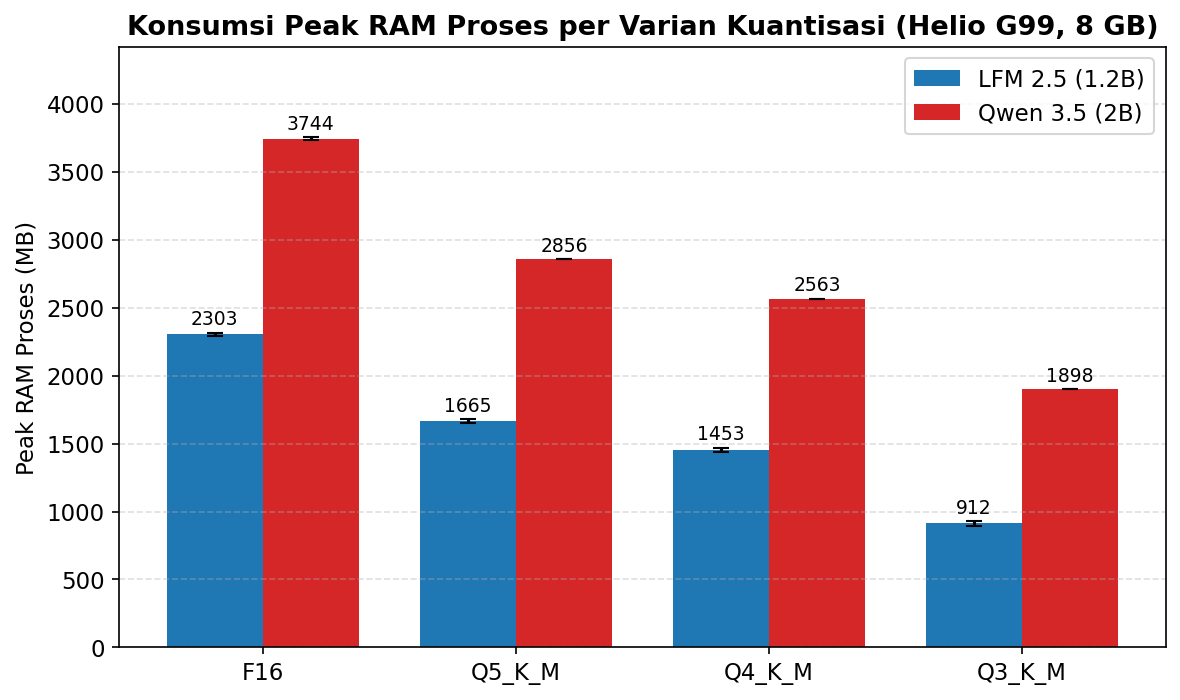 Konsumsi Peak RAM Proses per Varian Kuantisasi (Helio G99, 8 GB)
LFM 2.5 (1.2B)
Qwen 3.5 (2B)
Peak RAM Proses (MB)
4000
3500
3000
2500
2000
1500
1000
500
0
2303
3744
1665
2856
1453
2563
912
1898
F16
Q5_K_M
Q4_K_M
Q3_K_M